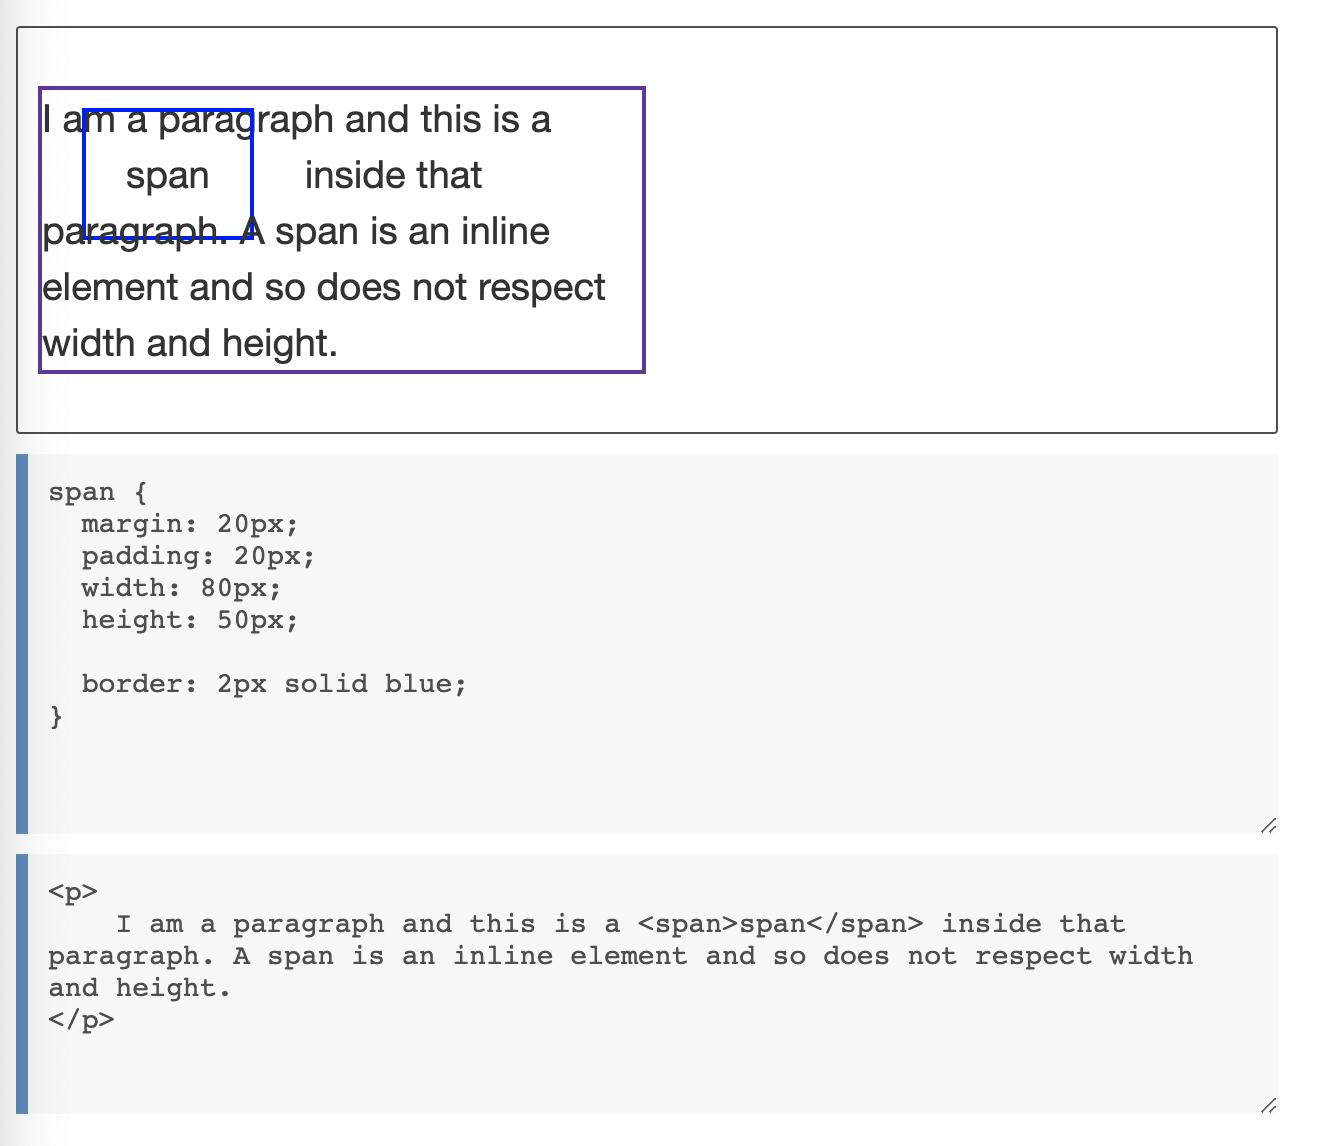 I am a paragraph and this is a
span inside that
paragraph. A span is an inline
element and so does not respect
width and height.
span {
margin: 20px;
padding: 20px;
width: 80px;
height: 50px;
border: 2px solid blue;
}
<p>
I am a paragraph and this is a <span>span</span> inside that
paragraph. A span is an inline element and so does not respect width
and height.
</p>